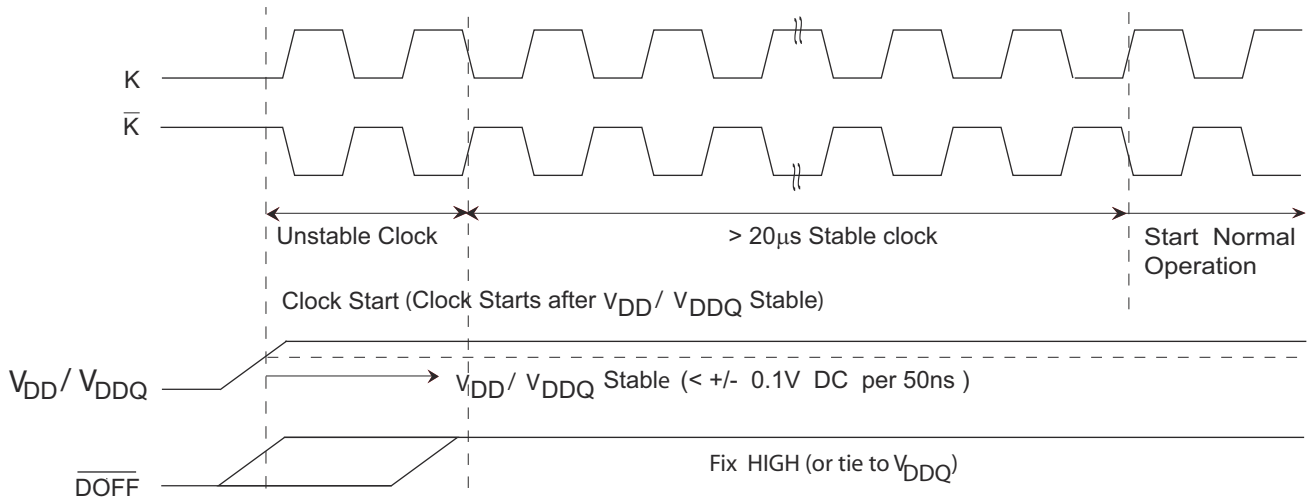 K
K̅
Unstable Clock
> 20μs Stable clock
Start Normal
Operation
Clock Start (Clock Starts after VDD/ VDDQ Stable)
VDD/ VDDQ
VDD/ VDDQ Stable (< +/- 0.1V DC per 50ns )
Fix HIGH (or tie to VDDQ)
D̅O̅F̅F̅